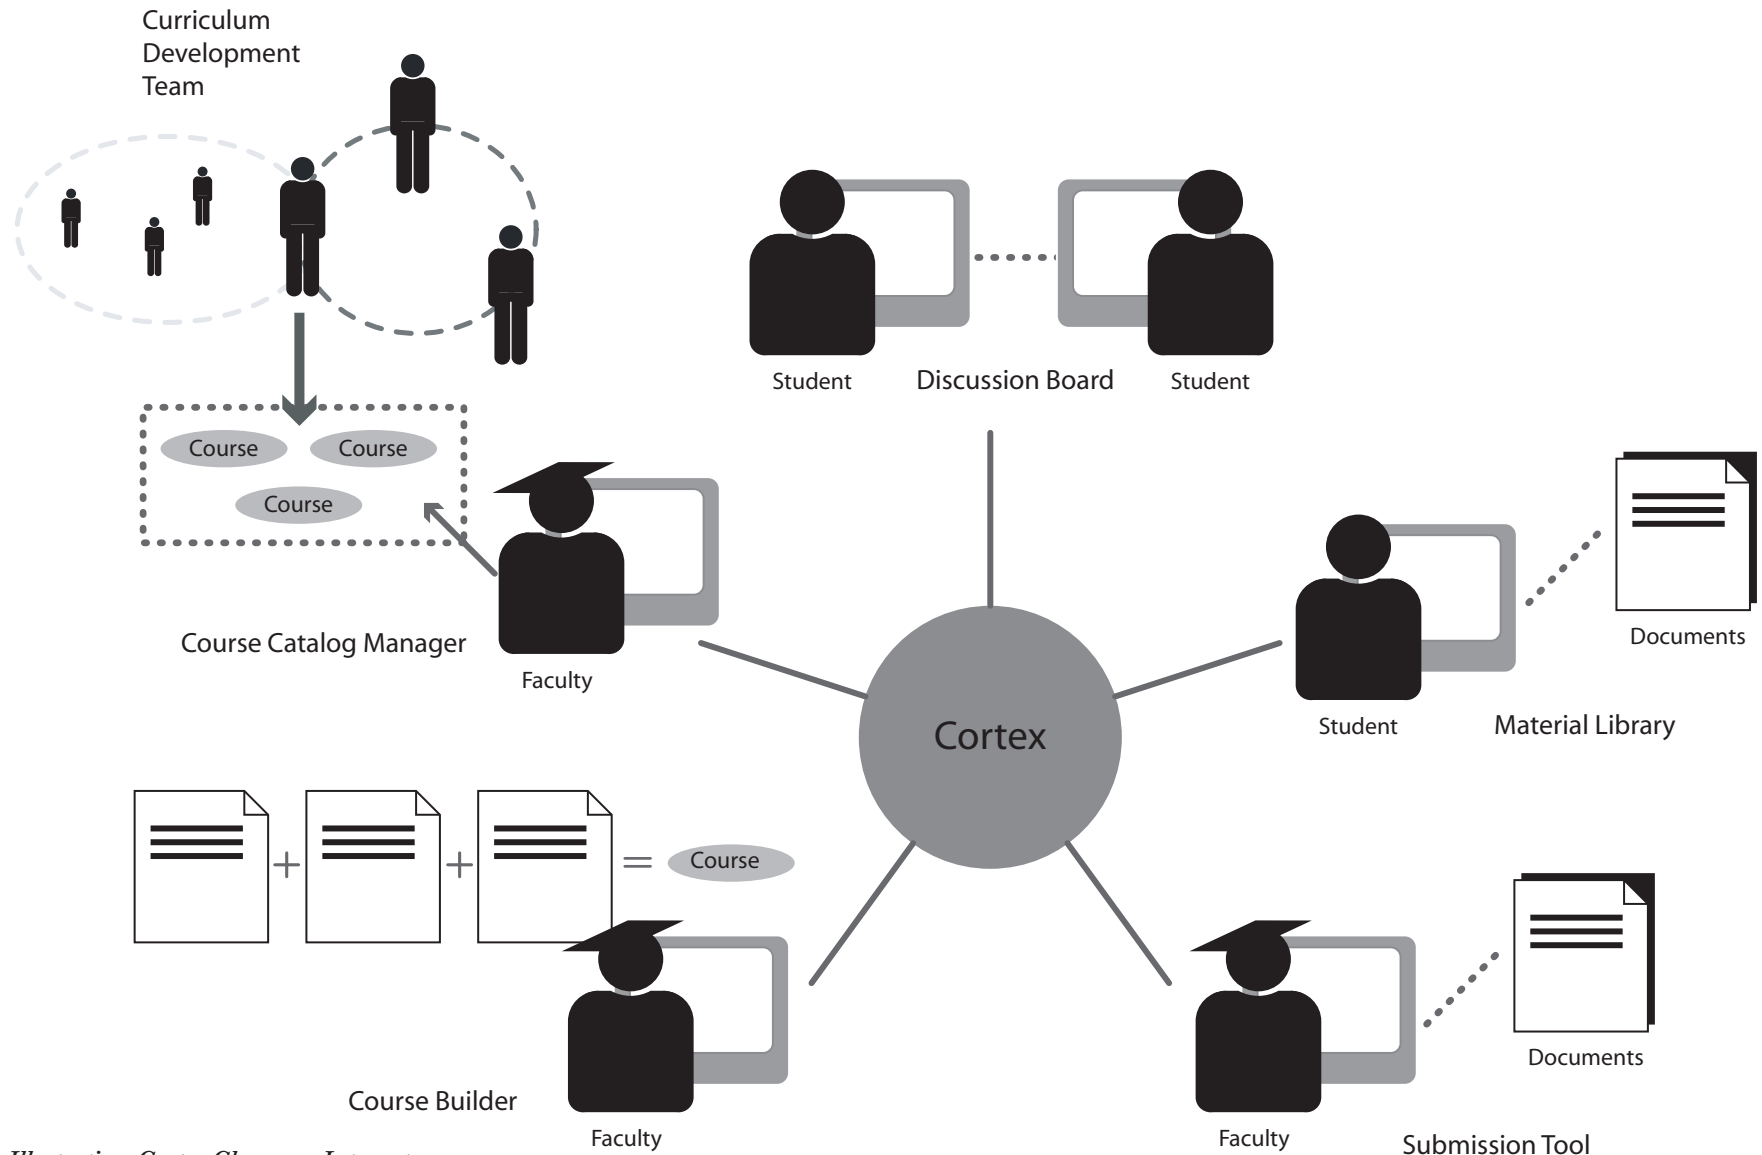 Curriculum
Development
Team
Student
Discussion Board
Student
Course
Course
Course
Documents
Course Catalog Manager
Faculty
Student
Material Library
Cortex
Course
Documents
Course Builder
Faculty
Faculty
Submission Tool